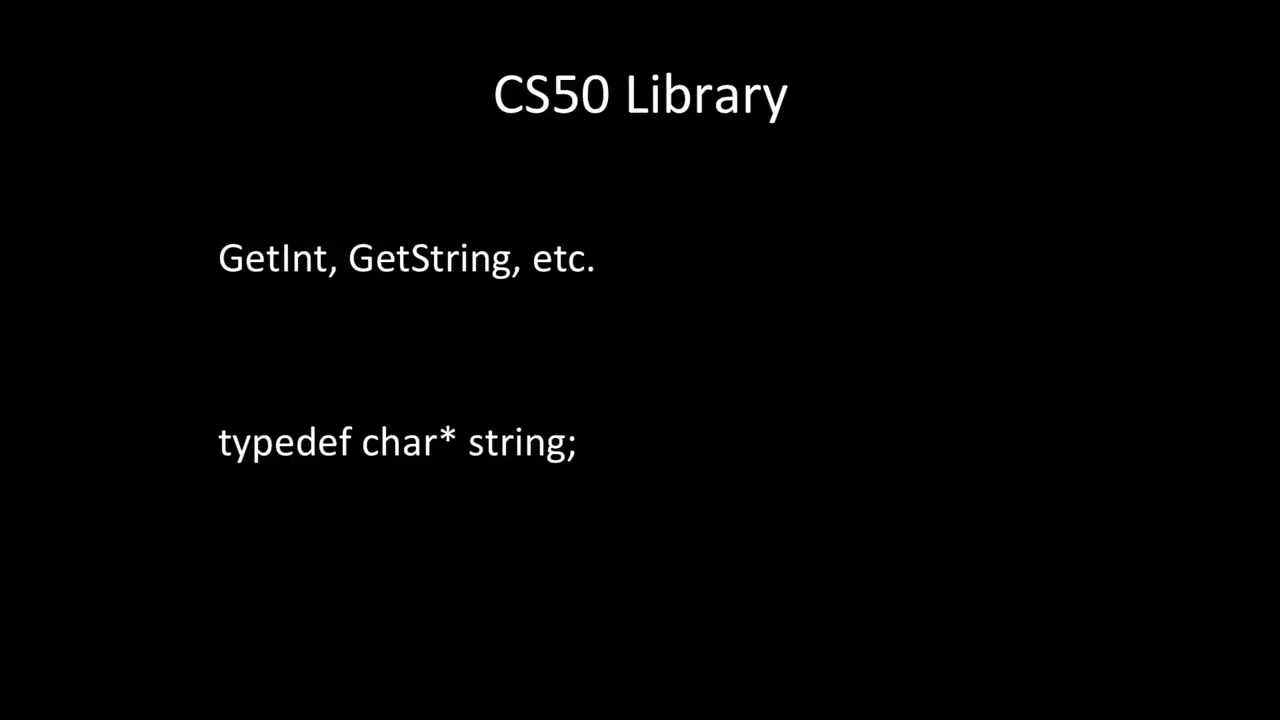 CS50 Library
GetInt, GetString, etc.
typedef char* string;